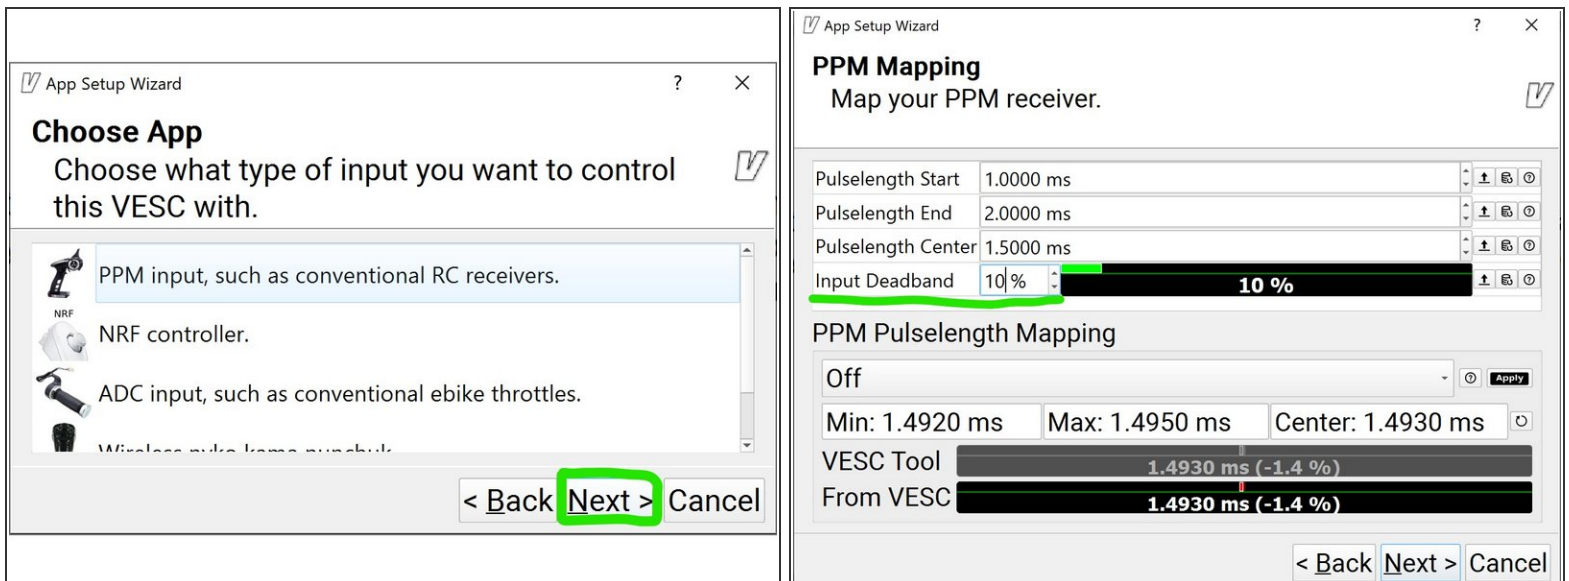 App Setup Wizard
?
Choose App
Choose what type of input you want to control
this VESC with.
PPM input, such as conventional RC receivers.
NRF
NRF controller.
ADC input, such as conventional ebike throttles.
Wireless nyko kama nunchuk
< Back Next > Cancel
App Setup Wizard
?
PPM Mapping
Map your PPM receiver.
Pulselength Start 1.0000 ms
Pulselength End 2.0000 ms
Pulselength Center 1.5000 ms
Input Deadband 10 % 10 %
PPM Pulselength Mapping
Off Apply
Min: 1.4920 ms Max: 1.4950 ms Center: 1.4930 ms
VESC Tool 1.4930 ms (-1.4 %)
From VESC 1.4930 ms (-1.4 %)
< Back Next > Cancel